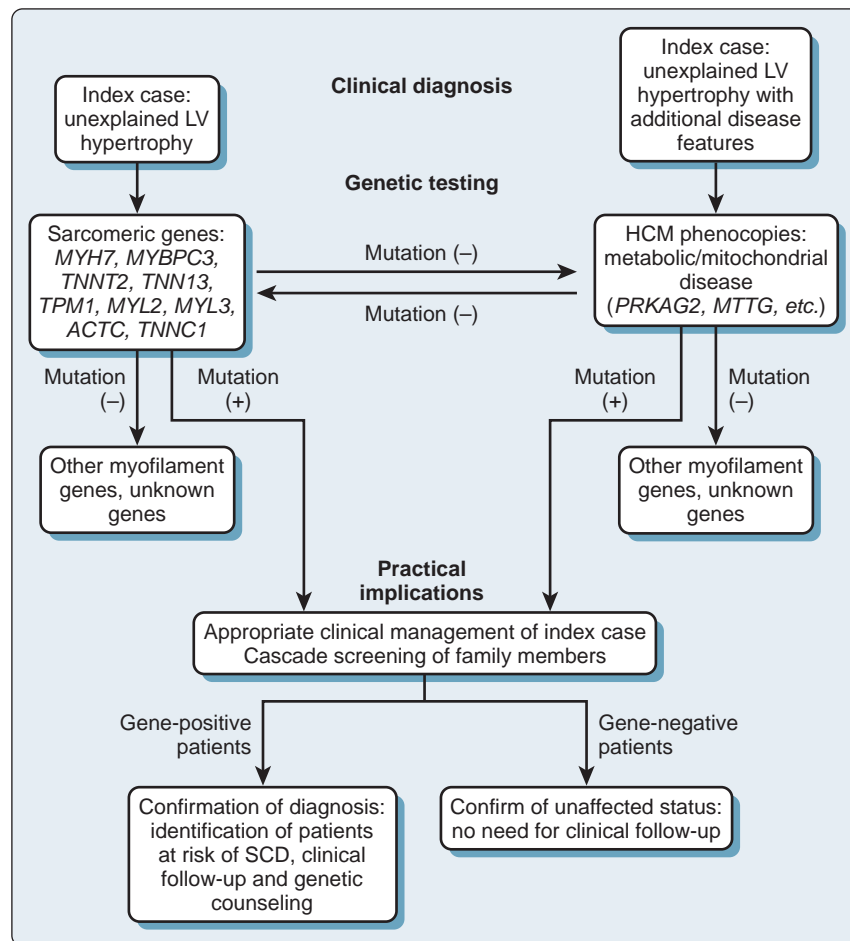 Index case:
unexplained LV
hypertrophy
Clinical diagnosis
Index case:
unexplained LV
hypertrophy with
additional disease
features
Genetic testing
Sarcomeric genes:
MYH7, MYBPC3,
TNNT2, TNN13,
TPM1, MYL2, MYL3,
ACTC, TNNC1
Mutation (–)
Mutation (–)
HCM phenocopies:
metabolic/mitochondrial
disease
(PRKAG2, MTTG, etc.)
Mutation
(–)
Mutation
(+)
Mutation
(+)
Mutation
(–)
Other myofilament
genes, unknown
genes
Other myofilament
genes, unknown
genes
Practical
implications
Appropriate clinical management of index case
Cascade screening of family members
Gene-positive
patients
Gene-negative
patients
Confirmation of diagnosis:
identification of patients
at risk of SCD, clinical
follow-up and genetic
counseling
Confirm of unaffected status:
no need for clinical follow-up